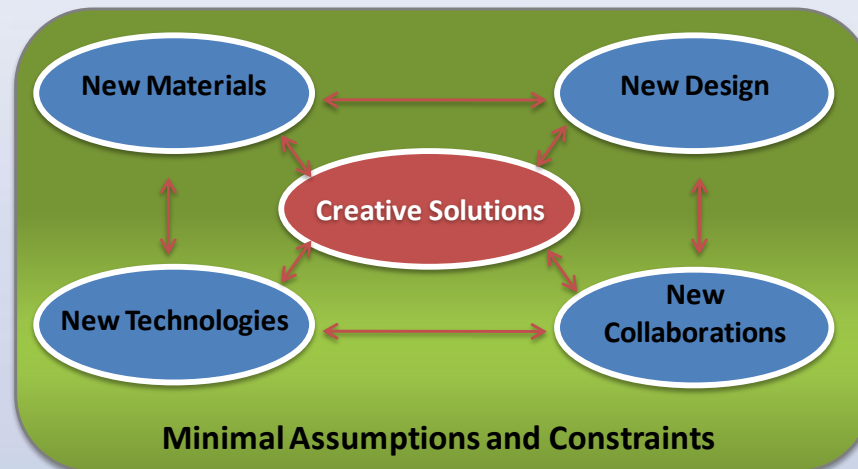 New Materials
New Design
Creative Solutions
New Technologies
New
Collaborations
Minimal Assumptions and Constraints